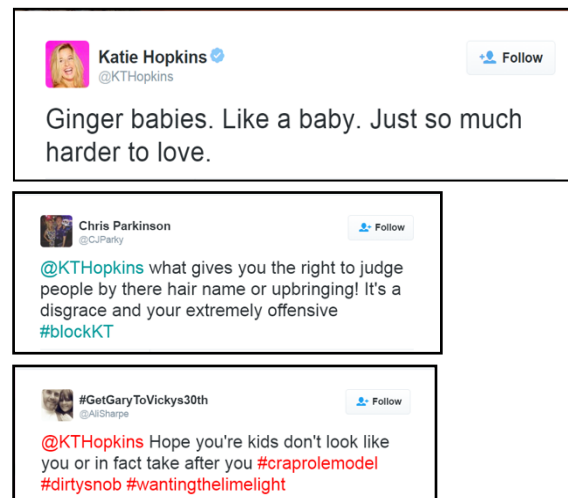 Katie Hopkins
@KTHopkins
Follow
Ginger babies. Like a baby. Just so much
harder to love.
Chris Parkinson
@CJParky
Follow
@KTHopkins what gives you the right to judge
people by there hair name or upbringing! It's a
disgrace and your extremely offensive
#blockKT
#GetGaryToVickys30th
@AliSharpe
Follow
@KTHopkins Hope you're kids don't look like
you or in fact take after you #craprolemodel
#dirtysnob #wantingthelimelight